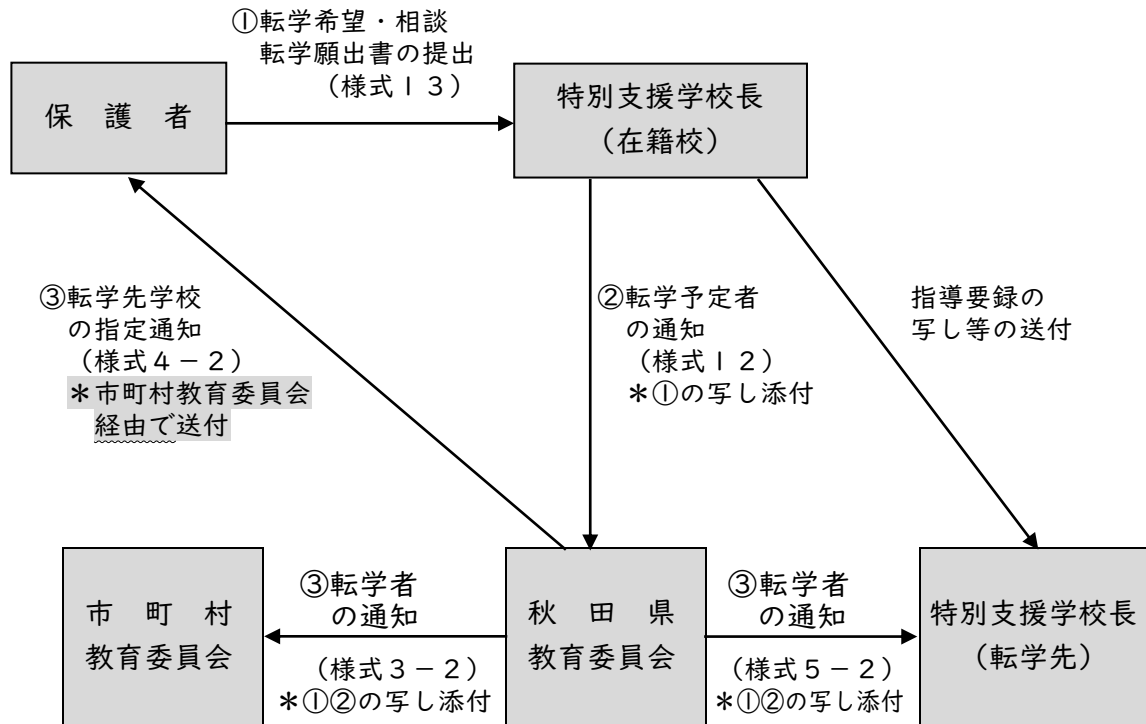 ①転学希望・相談
転学願出書の提出
（様式１３）
保　護　者
特別支援学校長
（在籍校）
③転学先学校
の指定通知
（様式４－２）
＊市町村教育委員会
経由で送付
②転学予定者
の通知
（様式１２）
＊①の写し添付
指導要録の
写し等の送付
市　町　村
教育委員会
③転学者
の通知
（様式３－２）
＊①②の写し添付
秋　田　県
教育委員会
③転学者
の通知
（様式５－２）
＊①②の写し添付
特別支援学校長
（転学先）